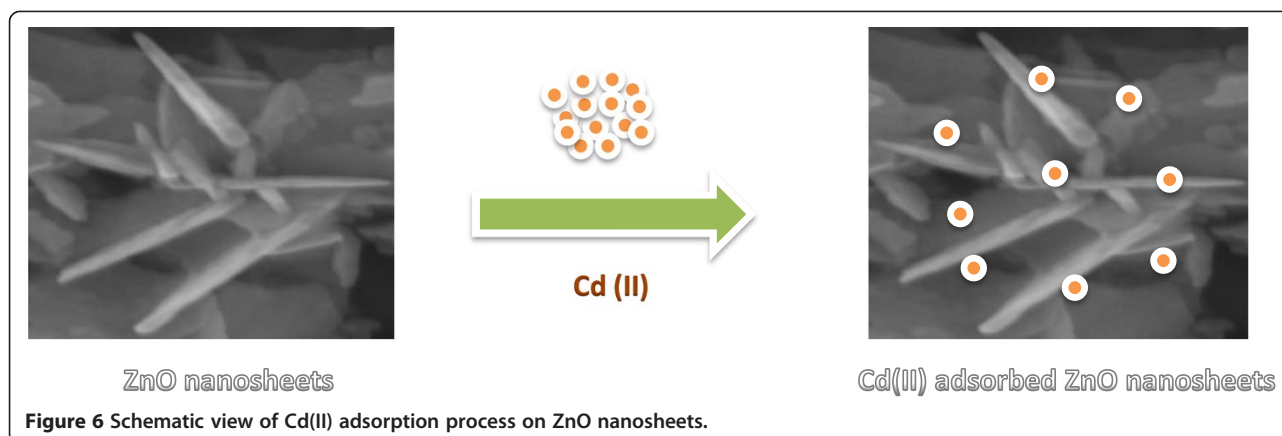 Cd (II)
ZnO nanosheets
Cd(II) adsorbed ZnO nanosheets
Figure 6 Schematic view of Cd(II) adsorption process on ZnO nanosheets.